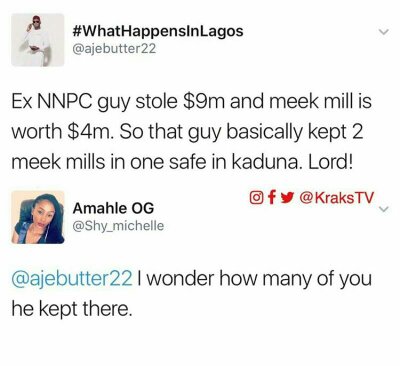 #WhatHappensInLagos
@ajebutter22
Ex NNPC guy stole $9m and meek mill is
worth $4m. So that guy basically kept 2
meek mills in one safe in kaduna. Lord!
@KraksTV
Amahle OG
@Shy_michelle
@ajebutter22 I wonder how many of you
he kept there.